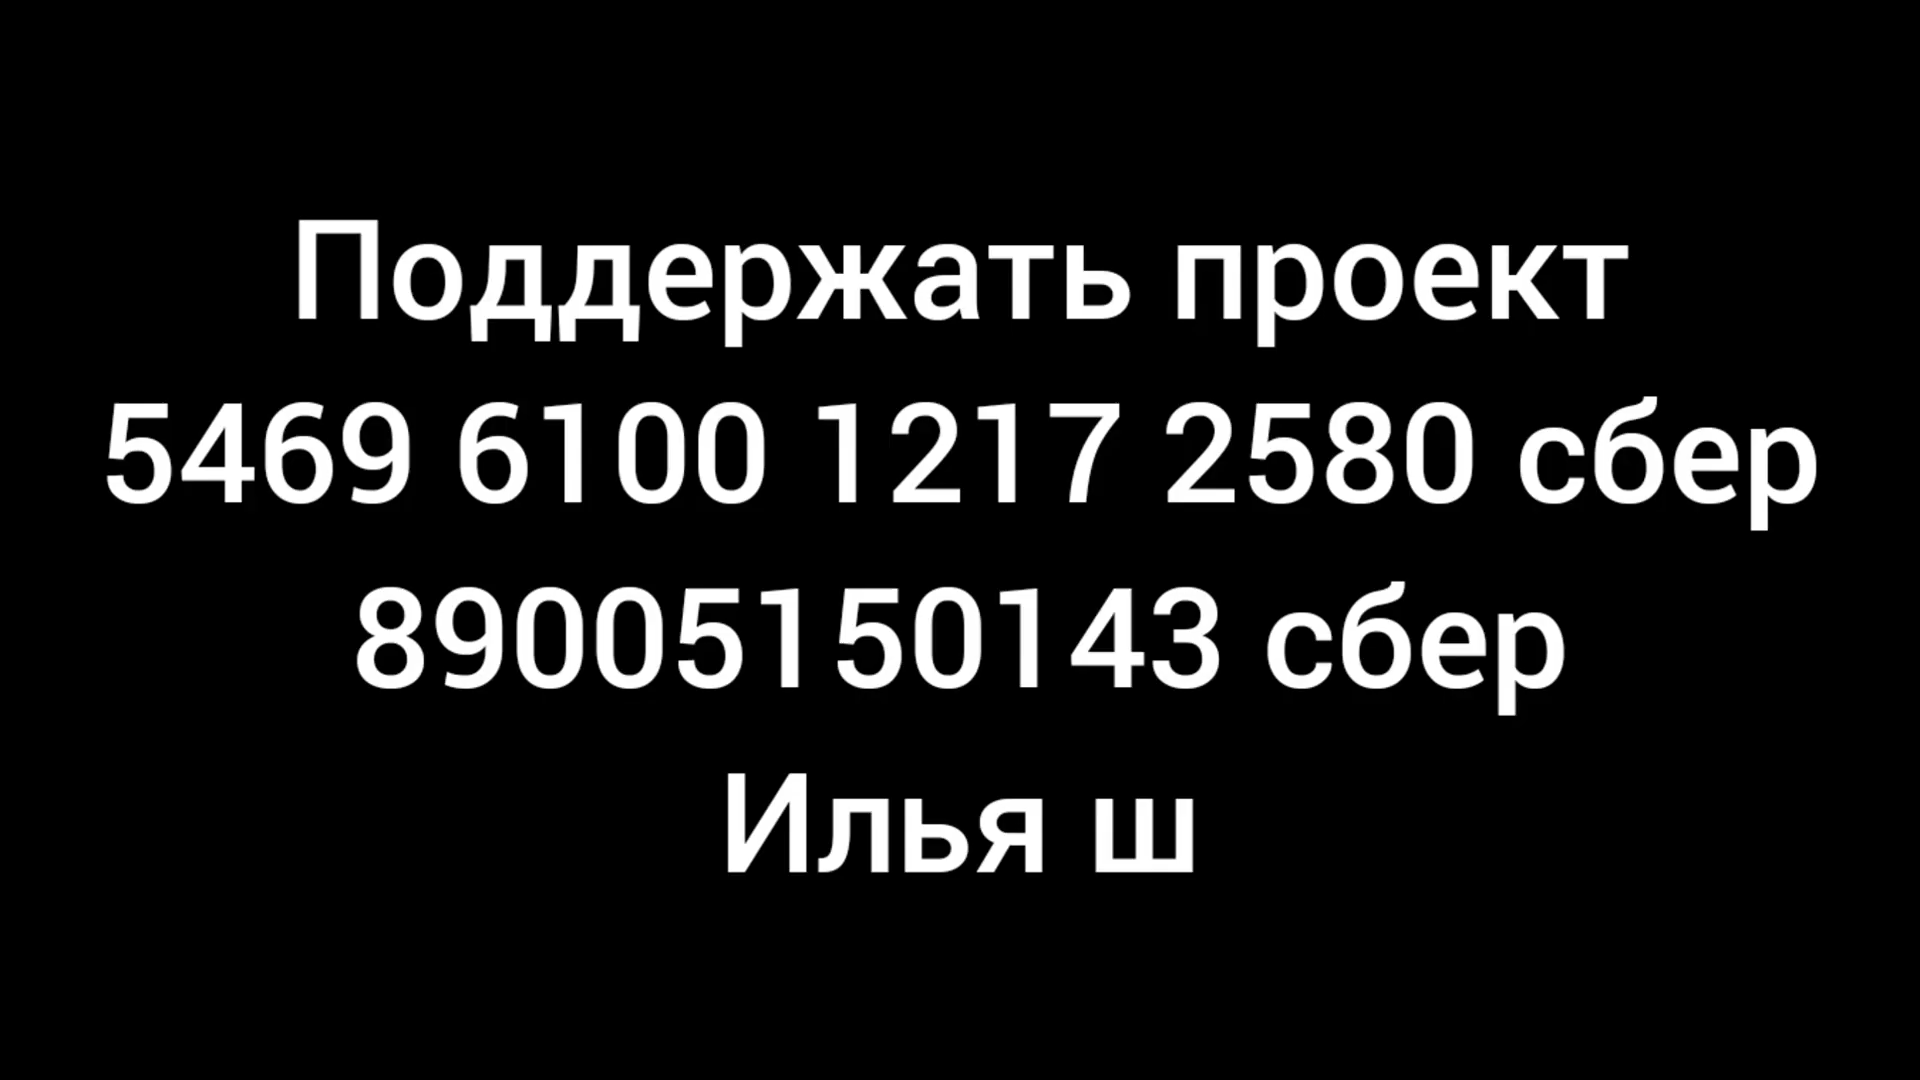 Поддержать проект
5469 6100 1217 2580 сбер
89005150143 сбер
Илья ш